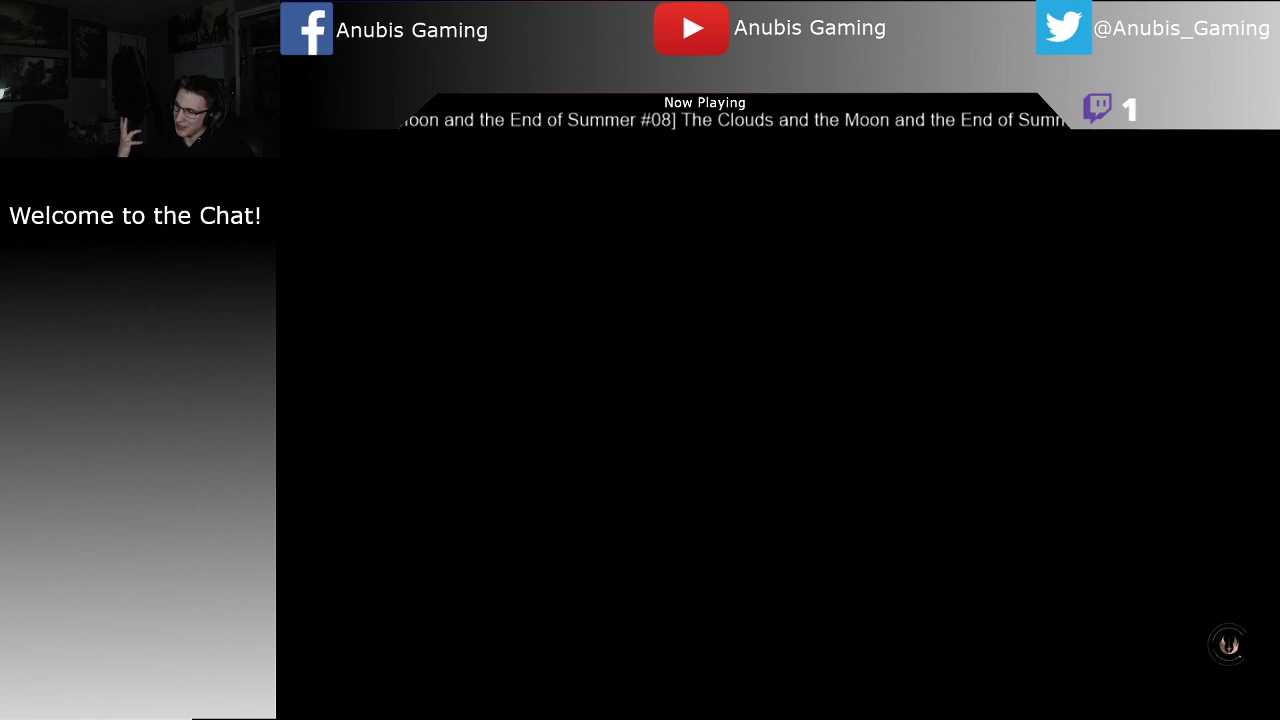 Anubis Gaming
Anubis Gaming
@Anubis_Gaming
Now Playing
and the End of Summer #08] The Clouds and the Moon and the End of
1
Welcome to the Chat!